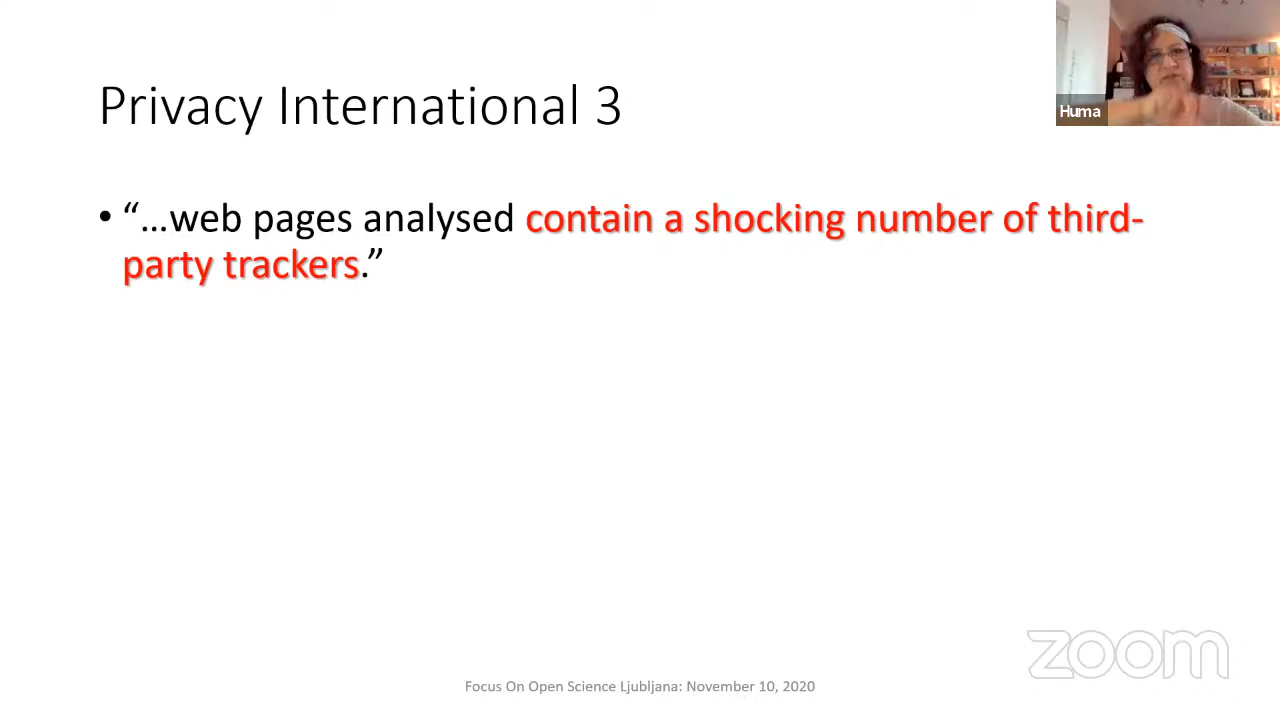 Privacy International 3
Huma
• “…web pages analysed contain a shocking number of third-
party trackers.”
zoom
Focus On Open Science Ljubljana: November 10, 2020